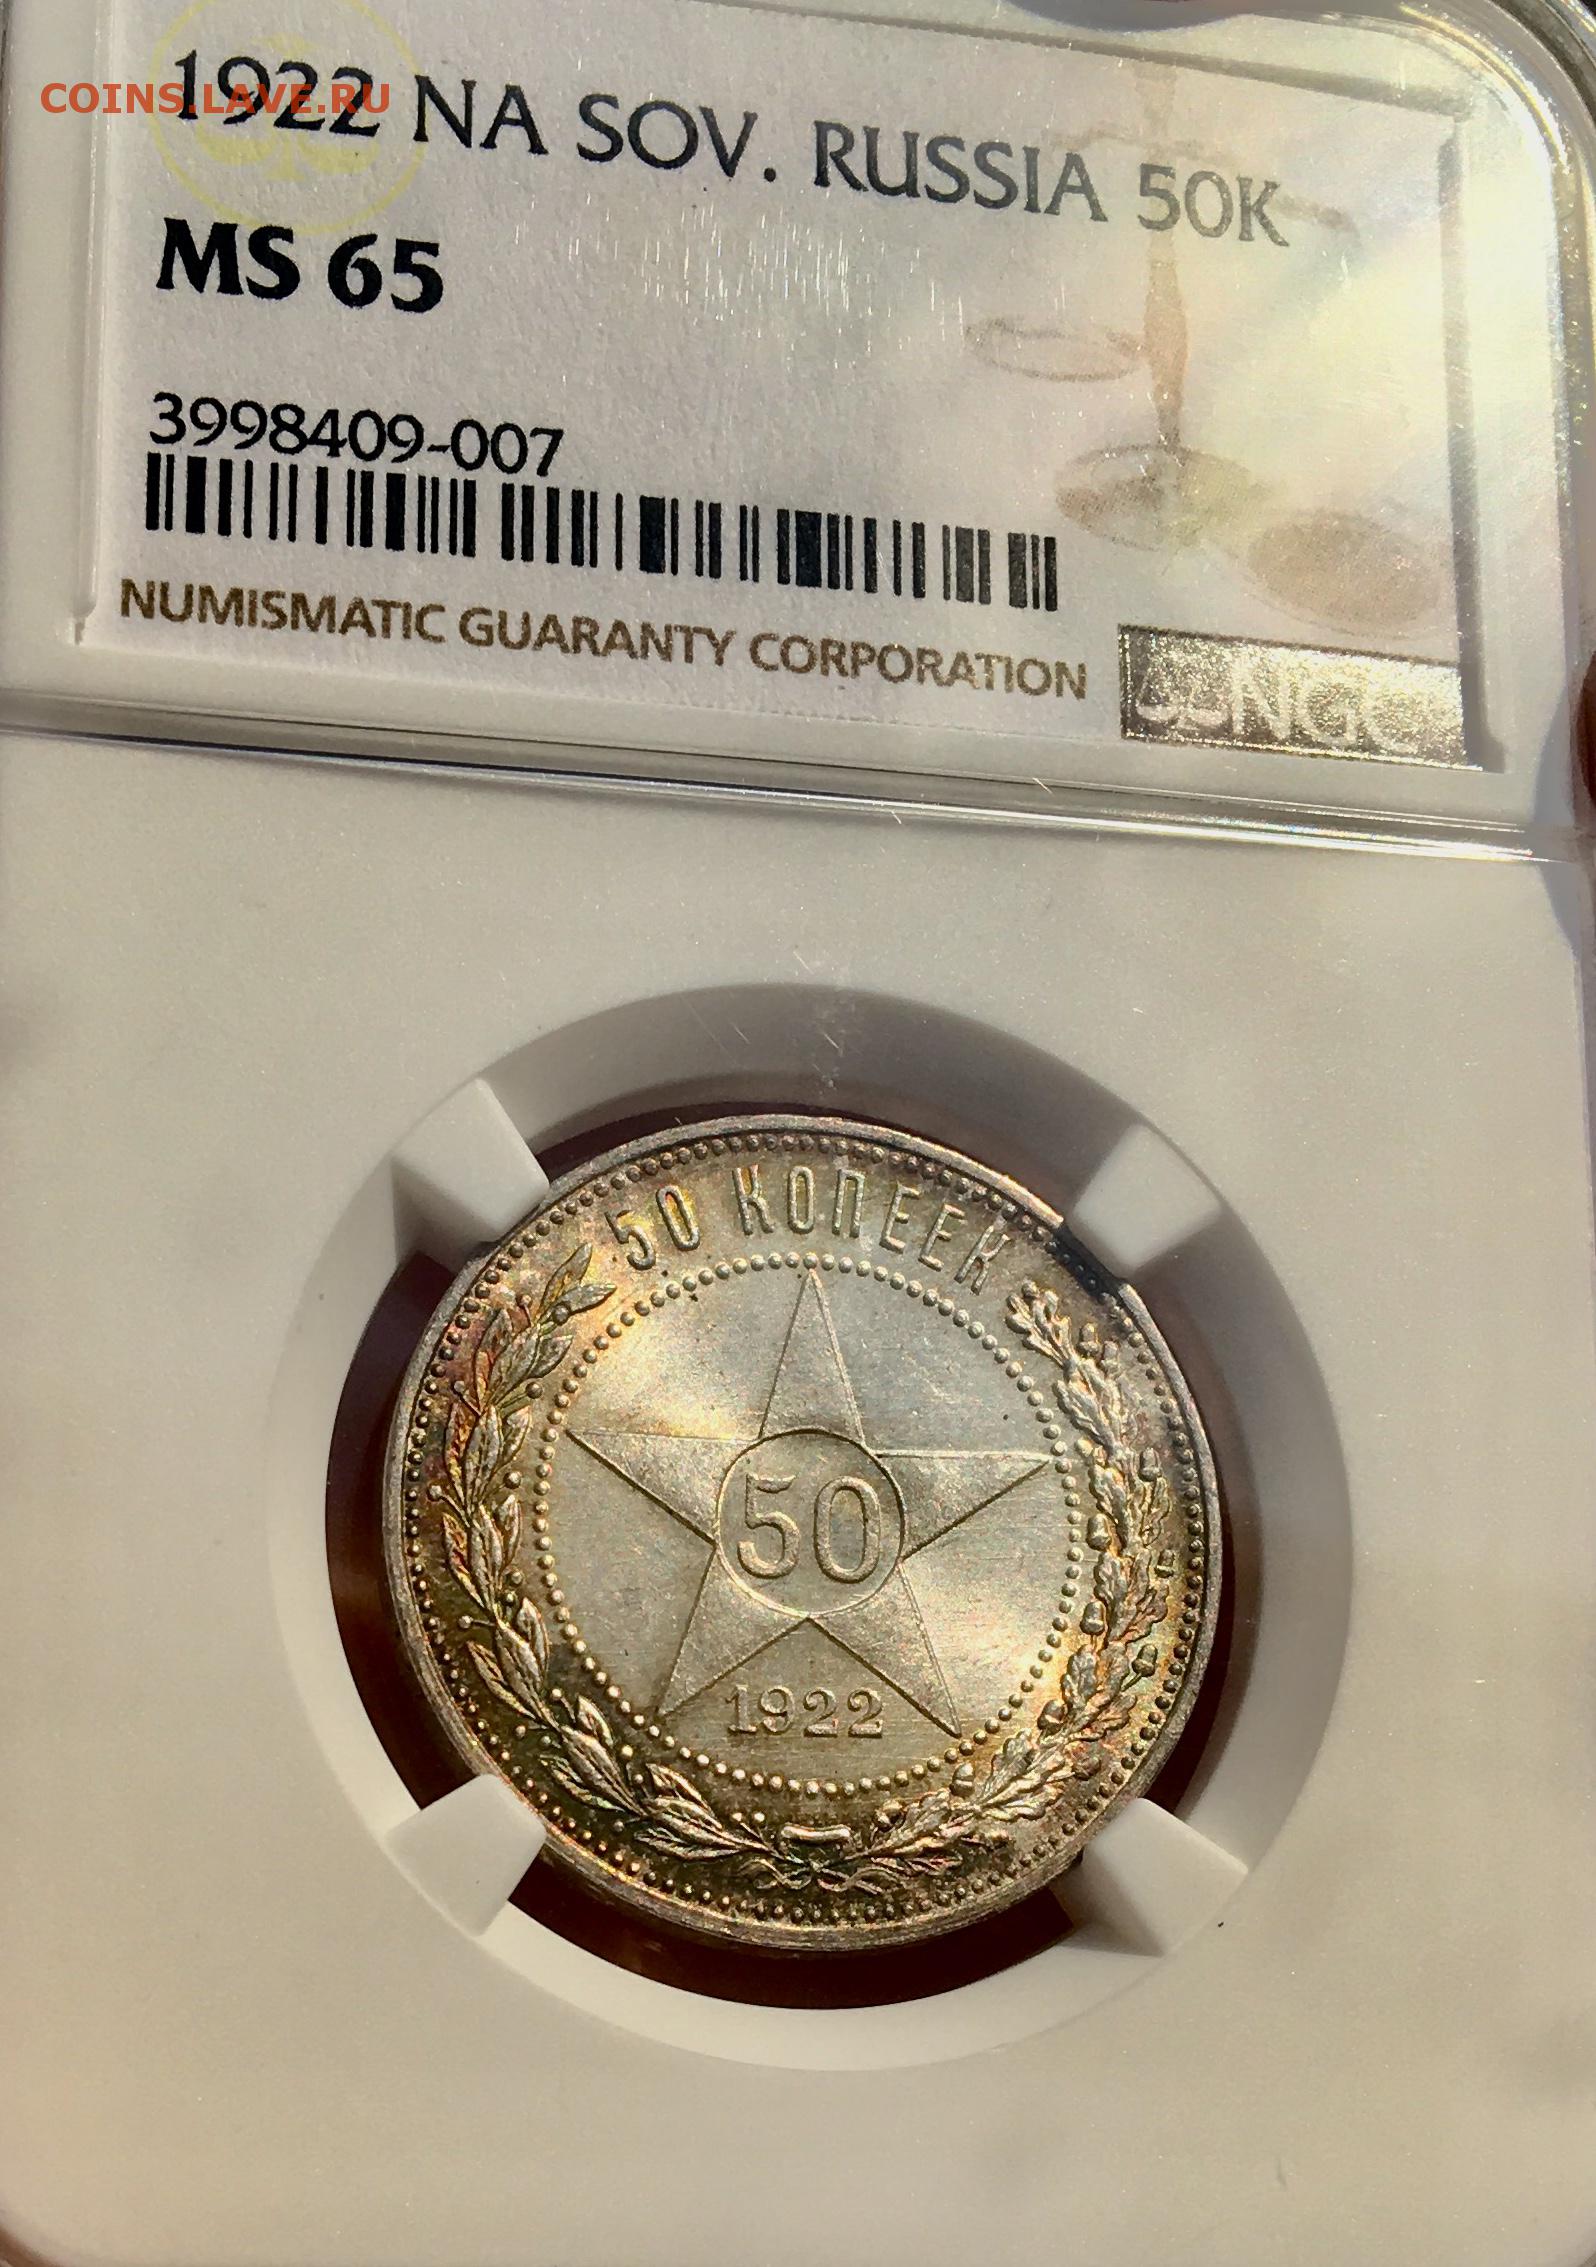 COINS.LAVE.RU
1922 NA SOV. RUSSIA 50K
MS 65
3998409-007
NUMISMATIC GUARANTY CORPORATION
NGC
50 КОПЕЕК
50
1922